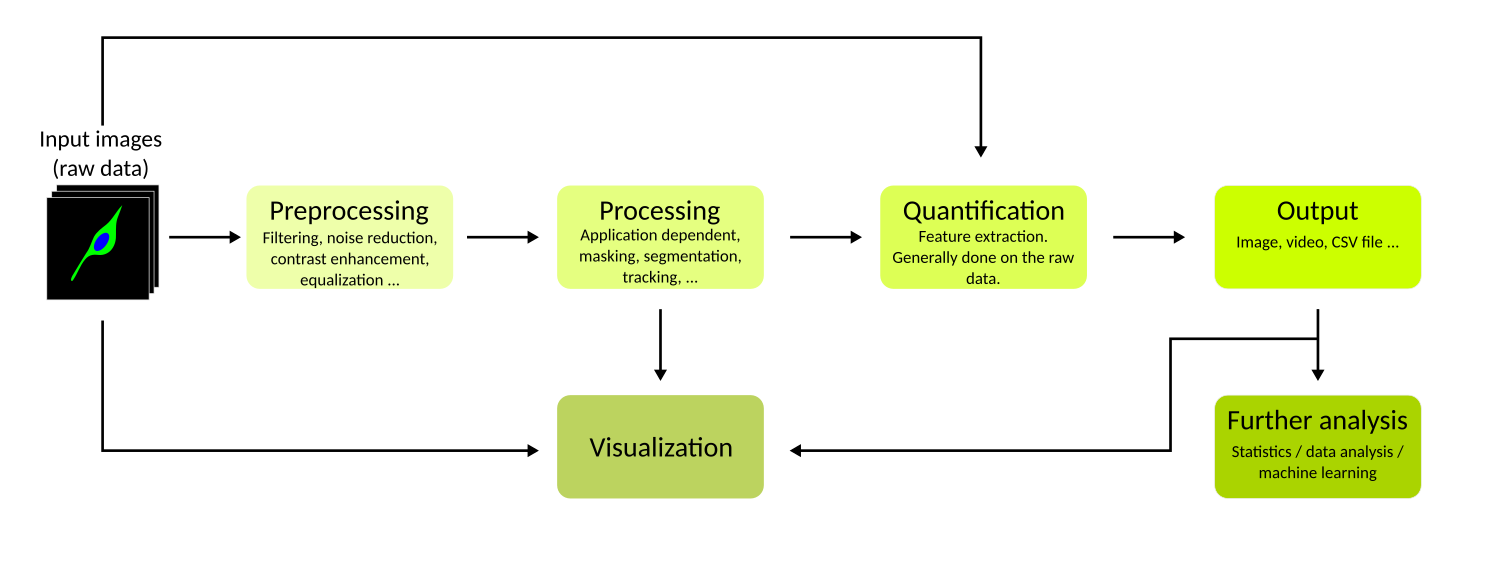 Input images
(raw data)
Preprocessing
Filtering, noise reduction,
contrast enhancement,
equalization ...
Processing
Application dependent,
masking, segmentation,
tracking, ...
Quantification
Feature extraction.
Generally done on the raw
data.
Output
Image, video, CSV file ...
Visualization
Further analysis
Statistics / data analysis /
machine learning